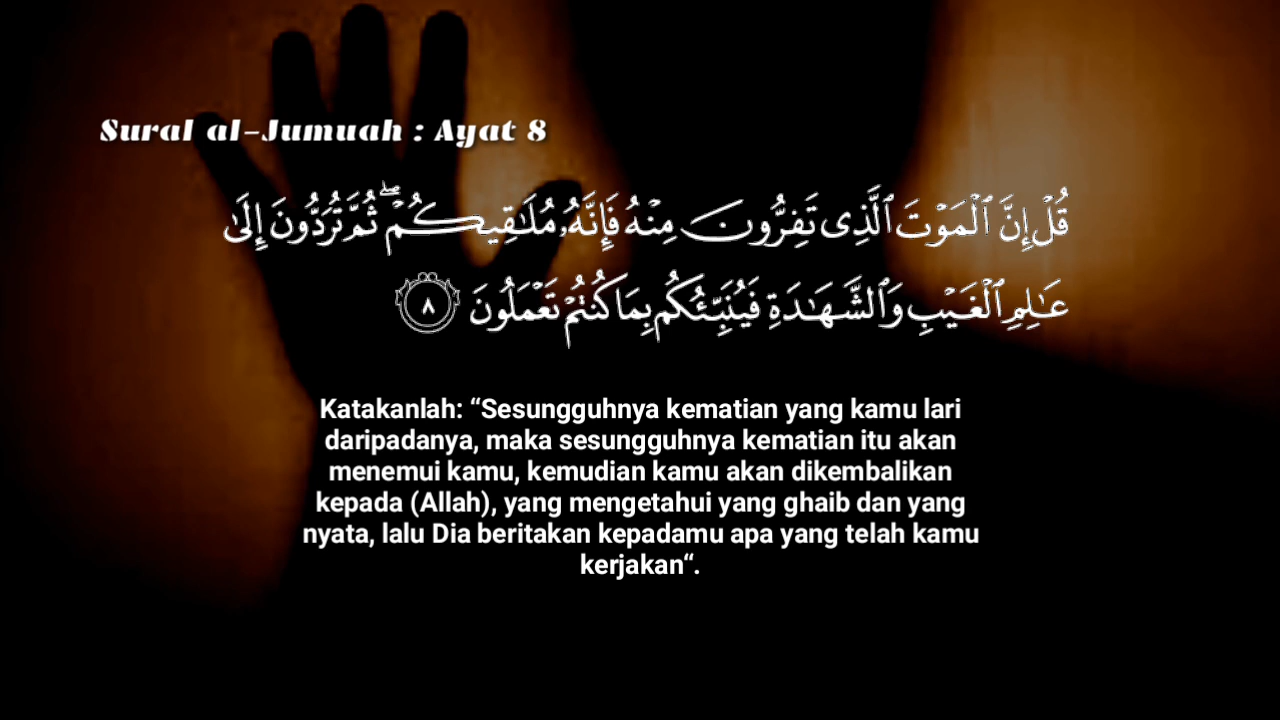 Sural al-Jumuah : Ayat 8
قُلْ إِنَّ ٱلْمَوْتَ ٱلَّذِى تَفِرُّونَ مِنْهُ فَإِنَّهُۥ مُلَٰقِيكُمْ ۖ ثُمَّ تُرَدُّونَ إِلَىٰ
عَٰلِمِ ٱلْغَيْبِ وَٱلشَّهَٰدَةِ فَيُنَبِّئُكُم بِمَا كُنتُمْ تَعْمَلُونَ ٨
Katakanlah: “Sesungguhnya kematian yang kamu lari
daripadanya, maka sesungguhnya kematian itu akan
menemui kamu, kemudian kamu akan dikembalikan
kepada (Allah), yang mengetahui yang ghaib dan yang
nyata, lalu Dia beritakan kepadamu apa yang telah kamu
kerjakan“.